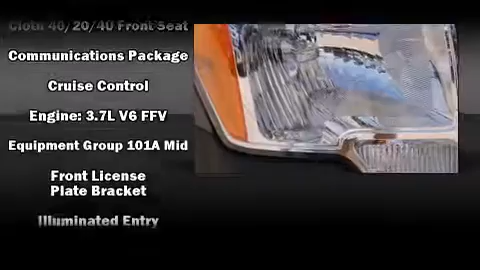 Cloth 40/20/40 Front Seat
Communications Package
Cruise Control
Engine: 3.7L V6 FFV
Equipment Group 101A Mid
Front License
Plate Bracket
Illuminated Entry